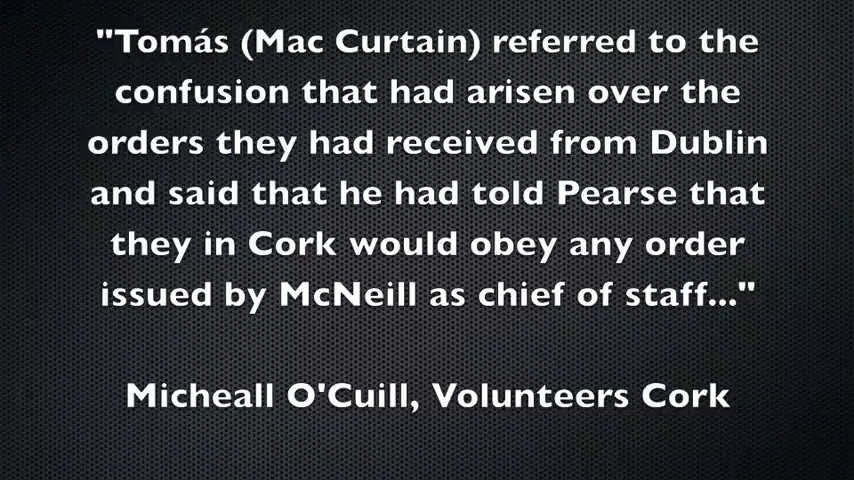 "Tomás (Mac Curtain) referred to the
confusion that had arisen over the
orders they had received from Dublin
and said that he had told Pearse that
they in Cork would obey any order
issued by McNeill as chief of staff..."
Micheall O'Cuill, Volunteers Cork